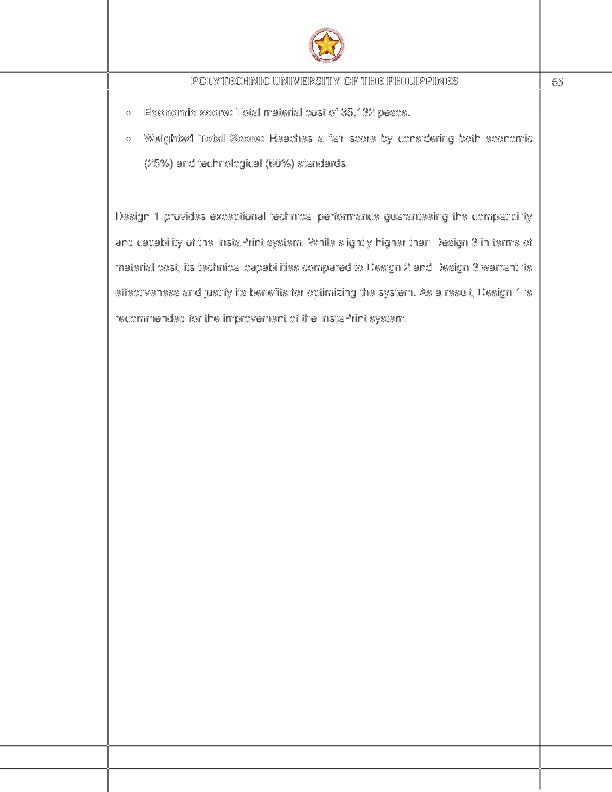 POLYTECHNIC UNIVERSITY OF THE PHILIPPINES
65
Economic score: Total material cost of 35,132 pesos.
Weighted Total Score: Reaches a fair score by considering both economic
(25%) and technological (60%) standards.
Design 1 provides exceptional technical performance guaranteeing the compatibility
and capability of the InstaPrint system. While slightly higher than Design 3 in terms of
material cost, its technical capabilities compared to Design 2 and Design 3 warrant its
effectiveness and justify its benefits for optimizing the system. As a result, Design 1 is
recommended for the improvement of the InstaPrint system.